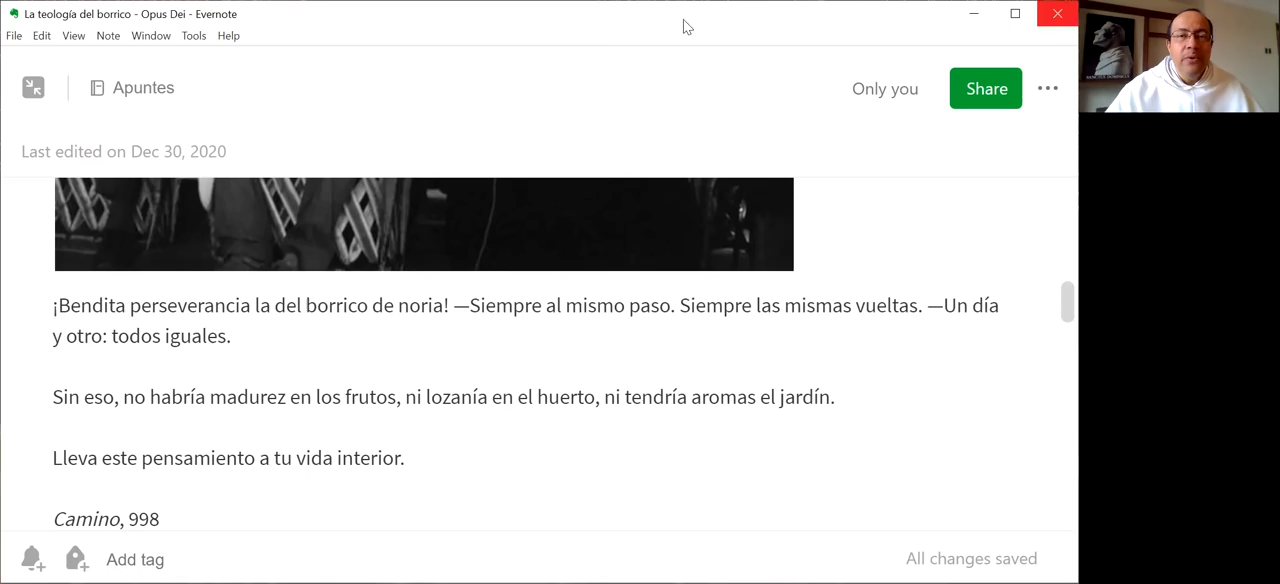 La teología del borrico - Opus Dei - Evernote
File Edit View Note Window Tools Help
Apuntes
Only you
Share
Last edited on Dec 30, 2020
¡Bendita perseverancia la del borrico de noria! —Siempre al mismo paso. Siempre las mismas vueltas. —Un día
y otro: todos iguales.
Sin eso, no habría madurez en los frutos, ni lozanía en el huerto, ni tendría aromas el jardín.
Lleva este pensamiento a tu vida interior.
Camino, 998
Add tag
All changes saved